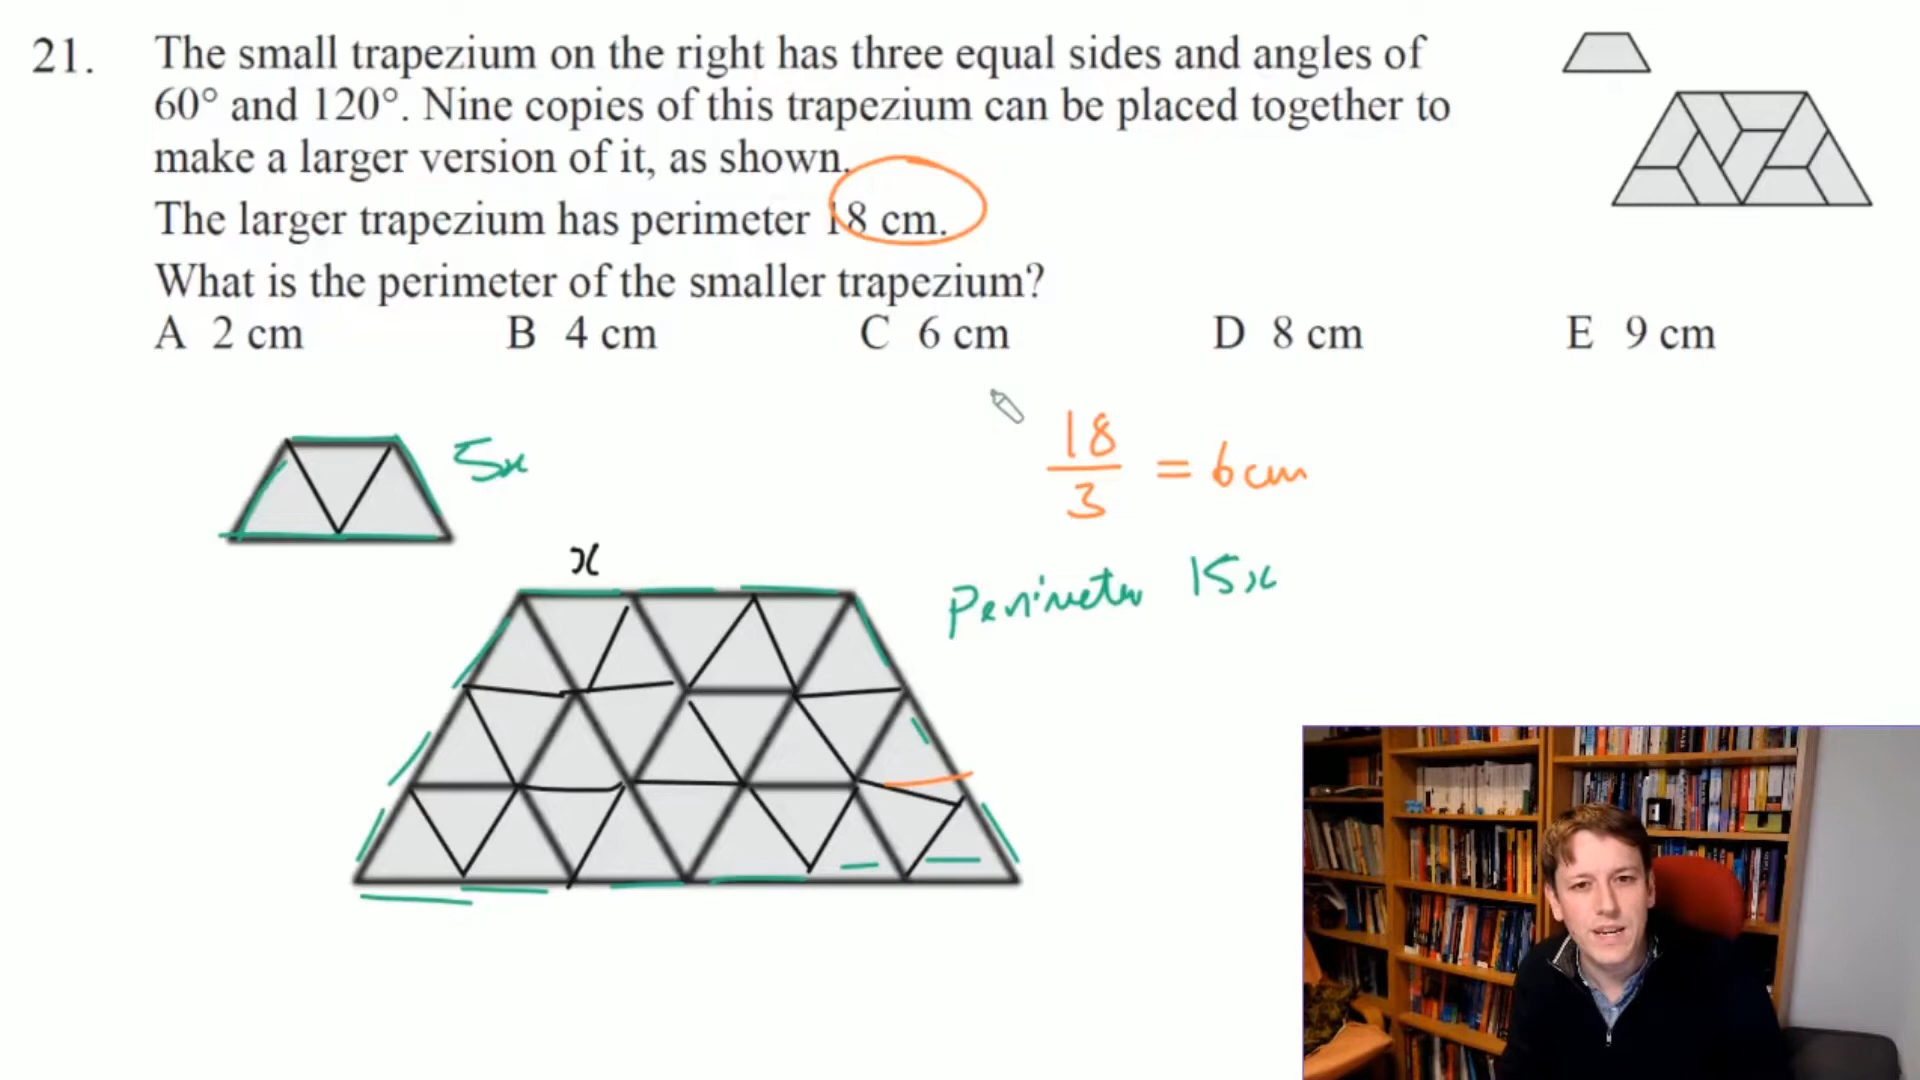 21. The small trapezium on the right has three equal sides and angles of
60° and 120°. Nine copies of this trapezium can be placed together to
make a larger version of it, as shown.
The larger trapezium has perimeter 18 cm.
What is the perimeter of the smaller trapezium?
A 2 cm B 4 cm C 6 cm D 8 cm E 9 cm
5x
18
3
= 6cm
x
Perimeter 15x